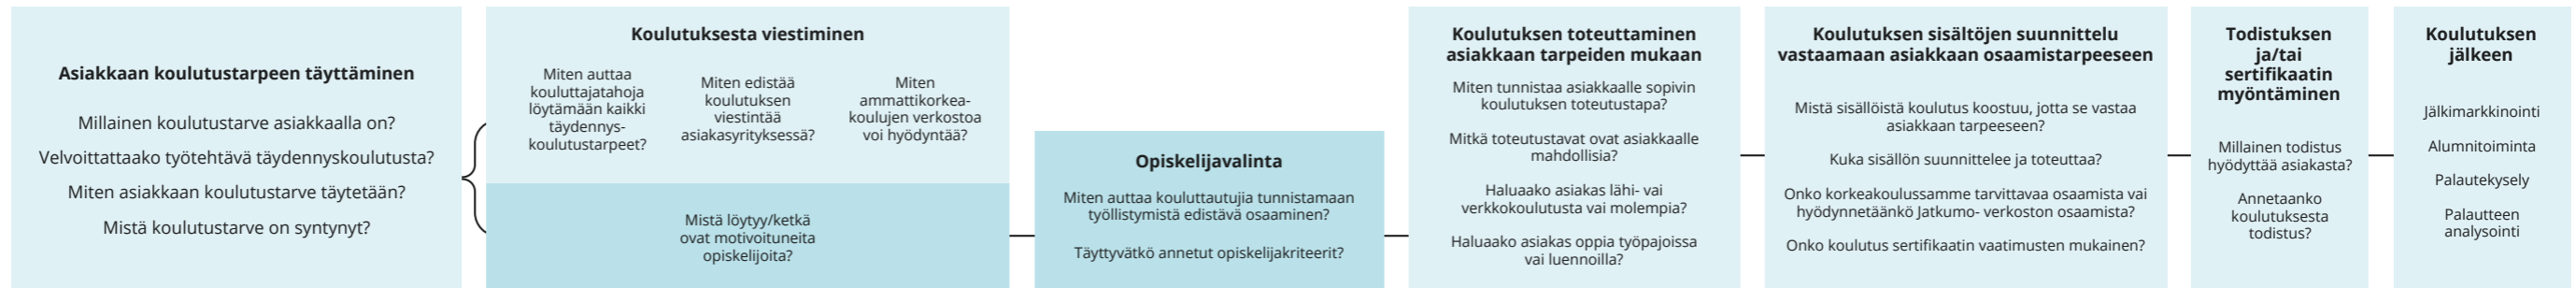 Asiakkaan koulutustarpeen täyttäminen
Millainen koulutustarve asiakkaalla on?
Velvoittattaako työtehtävä täydennyskoulutusta?
Miten asiakkaan koulutustarve täytetään?
Mistä koulutustarve on syntynyt?
Koulutuksesta viestiminen
Miten auttaa
kouluttajatahoja
löytämään kaikki
täydennys-
koulutustarpeet?
Miten edistää
koulutuksen
viestintää
asiakasyrityksessä?
Miten
ammattikorkea-
koulujen verkostoa
voi hyödyntää?
Mistä löytyy/ketkä
ovat motivoituneita
opiskelijoita?
Opiskelijavalinta
Miten auttaa kouluttautujia tunnistamaan
työllistymistä edistävä osaaminen?
Täyttyvätkö annetut opiskelijakriteerit?
Koulutuksen toteuttaminen
asiakkaan tarpeiden mukaan
Miten tunnistaa asiakkaalle sopivin
koulutuksen toteutustapa?
Mitkä toteutustavat ovat asiakkaalle
mahdollisia?
Haluaako asiakas lähi- vai
verkkokoulutusta vai molempia?
Haluaako asiakas oppia työpajoissa
vai luennoilla?
Koulutuksen sisältöjen suunnittelu
vastaamaan asiakkaan osaamistarpeeseen
Mistä sisällöistä koulutus koostuu, jotta se vastaa
asiakkaan tarpeeseen?
Kuka sisällön suunnittelee ja toteuttaa?
Onko korkeakoulussamme tarvittavaa osaamista vai
hyödynnetäänkö Jatkumo- verkoston osaamista?
Onko koulutus sertifikaatin vaatimusten mukainen?
Todistuksen
ja/tai
sertifikaatin
myöntäminen
Millainen todistus
hyödyttää asiakasta?
Annetaanko
koulutuksesta
todistus?
Koulutuksen
jälkeen
Jälkimarkkinointi
Alumnitoiminta
Palautekysely
Palautteen
analysointi